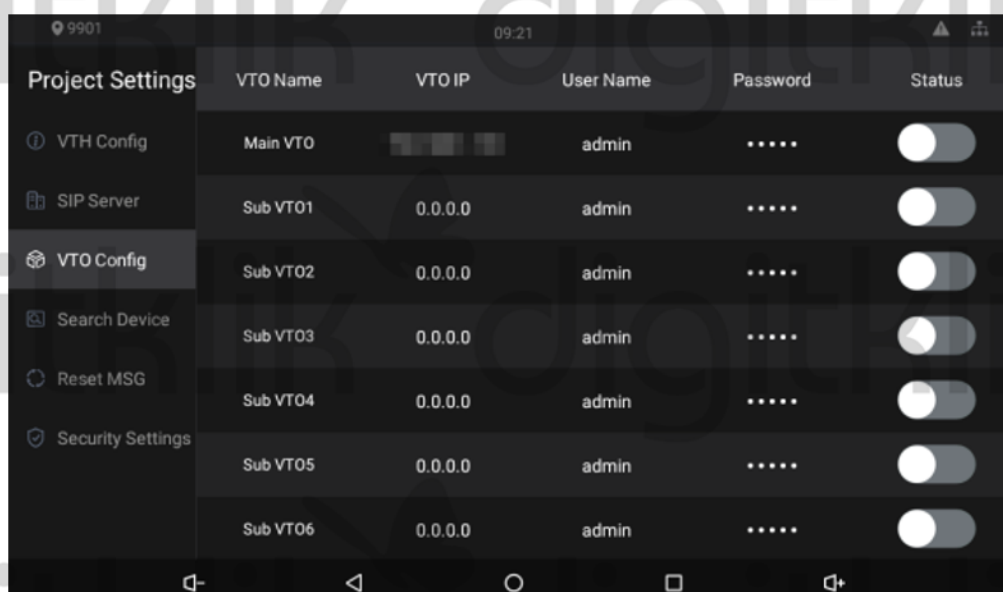 9901 09:21
Project Settings VTO Name VTO IP User Name Password Status
VTH Config
SIP Server
VTO Config
Search Device
Reset MSG
Security Settings
Main VTO admin •••••
Sub VTO1 0.0.0.0 admin •••••
Sub VTO2 0.0.0.0 admin •••••
Sub VTO3 0.0.0.0 admin •••••
Sub VTO4 0.0.0.0 admin •••••
Sub VTO5 0.0.0.0 admin •••••
Sub VTO6 0.0.0.0 admin •••••
digitklik